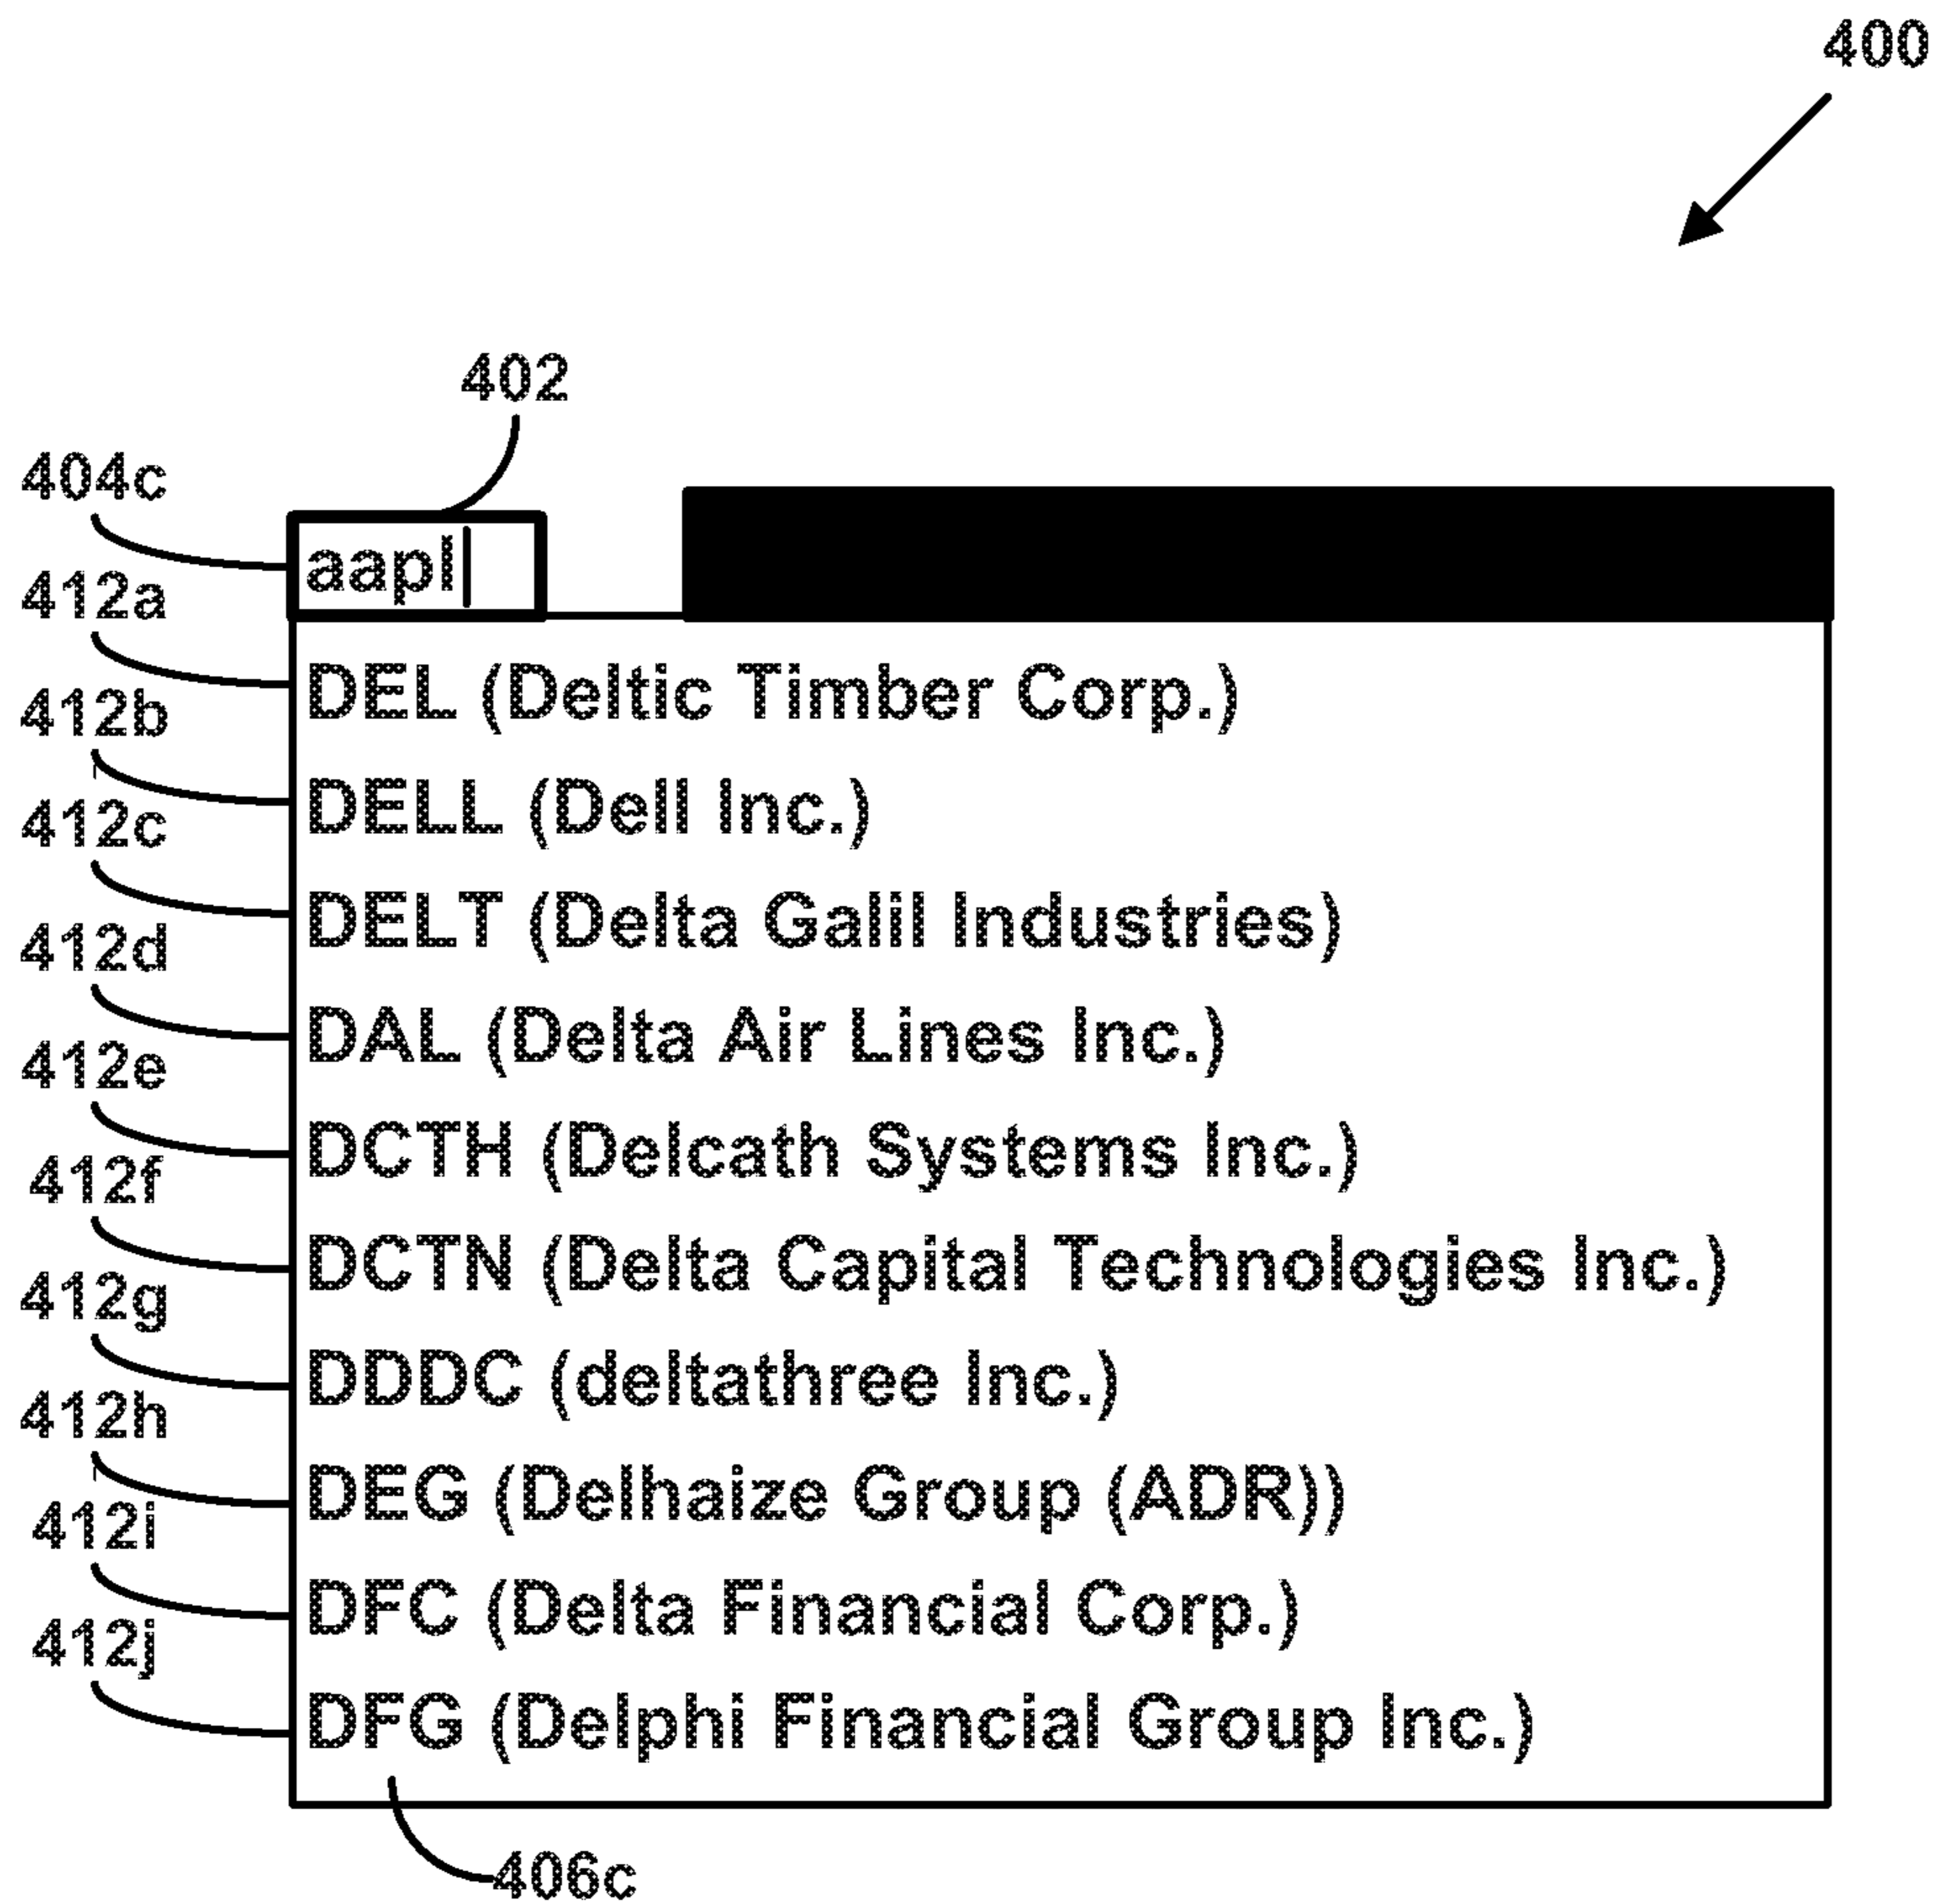 400
402
404c
aapl
412a
DEL (Deltic Timber Corp.)
412b
DELL (Dell Inc.)
412c
DELT (Delta Galil Industries)
412d
DAL (Delta Air Lines Inc.)
412e
DCTH (Delcath Systems Inc.)
412f
DCTN (Delta Capital Technologies Inc.)
412g
DDDC (deltathree Inc.)
412h
DEG (Delhaize Group (ADR))
412i
DFC (Delta Financial Corp.)
412j
DFG (Delphi Financial Group Inc.)
406c